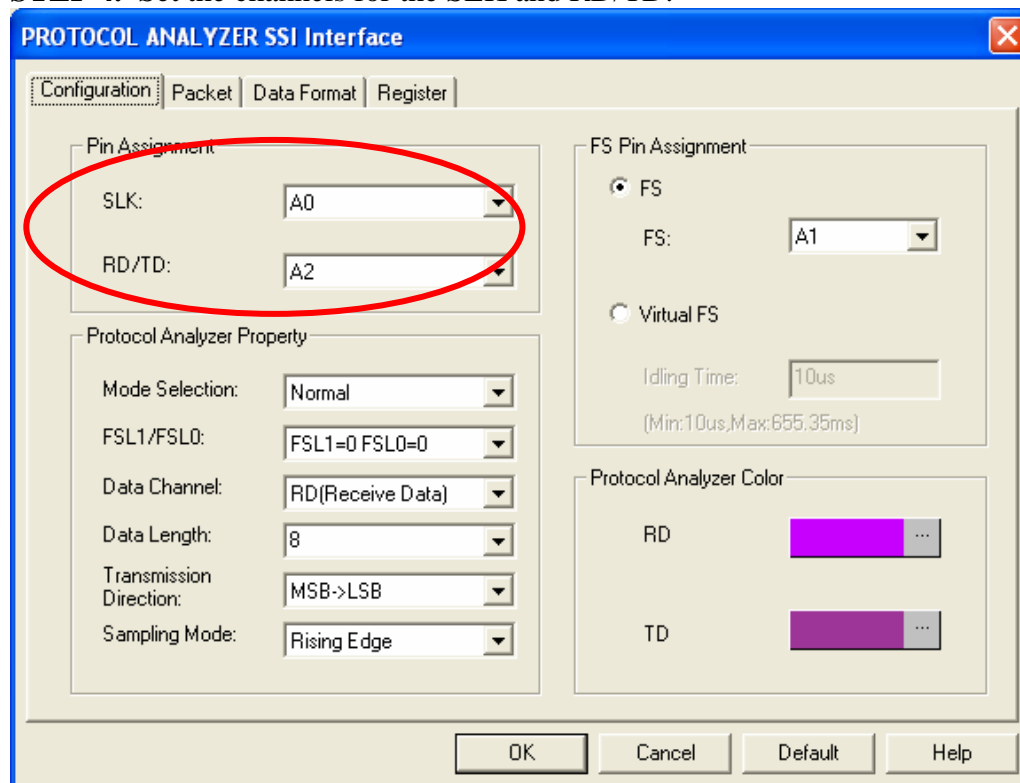 PROTOCOL ANALYZER SSI Interface
Configuration Packet Data Format Register
Pin Assignment
SLK: A0
RD/TD: A2
Protocol Analyzer Property
Mode Selection: Normal
FSL1/FSL0: FSL1=0 FSL0=0
Data Channel: RD(Receive Data)
Data Length: 8
Transmission
Direction: MSB->LSB
Sampling Mode: Rising Edge
FS Pin Assignment
FS
FS: A1
Virtual FS
Idling Time: 10us
(Min:10us,Max:655.35ms)
Protocol Analyzer Color
RD ...
TD ...
OK Cancel Default Help